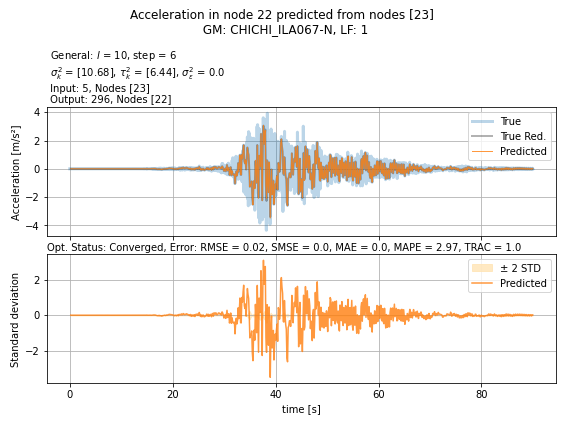 Acceleration in node 22 predicted from nodes [23]
GM: CHICHI_ILA067-N, LF: 1
General: l = 10, step = 6
σ²ₖ = [10.68], τ²ₖ = [6.44], σ²ε = 0.0
Input: 5, Nodes [23]
Output: 296, Nodes [22]
Acceleration [m/s²]
4
2
0
−2
−4
True
True Red.
Predicted
Opt. Status: Converged, Error: RMSE = 0.02, SMSE = 0.0, MAE = 0.0, MAPE = 2.97, TRAC = 1.0
Standard deviation
2
0
−2
± 2 STD
Predicted
0 20 40 60 80
time [s]